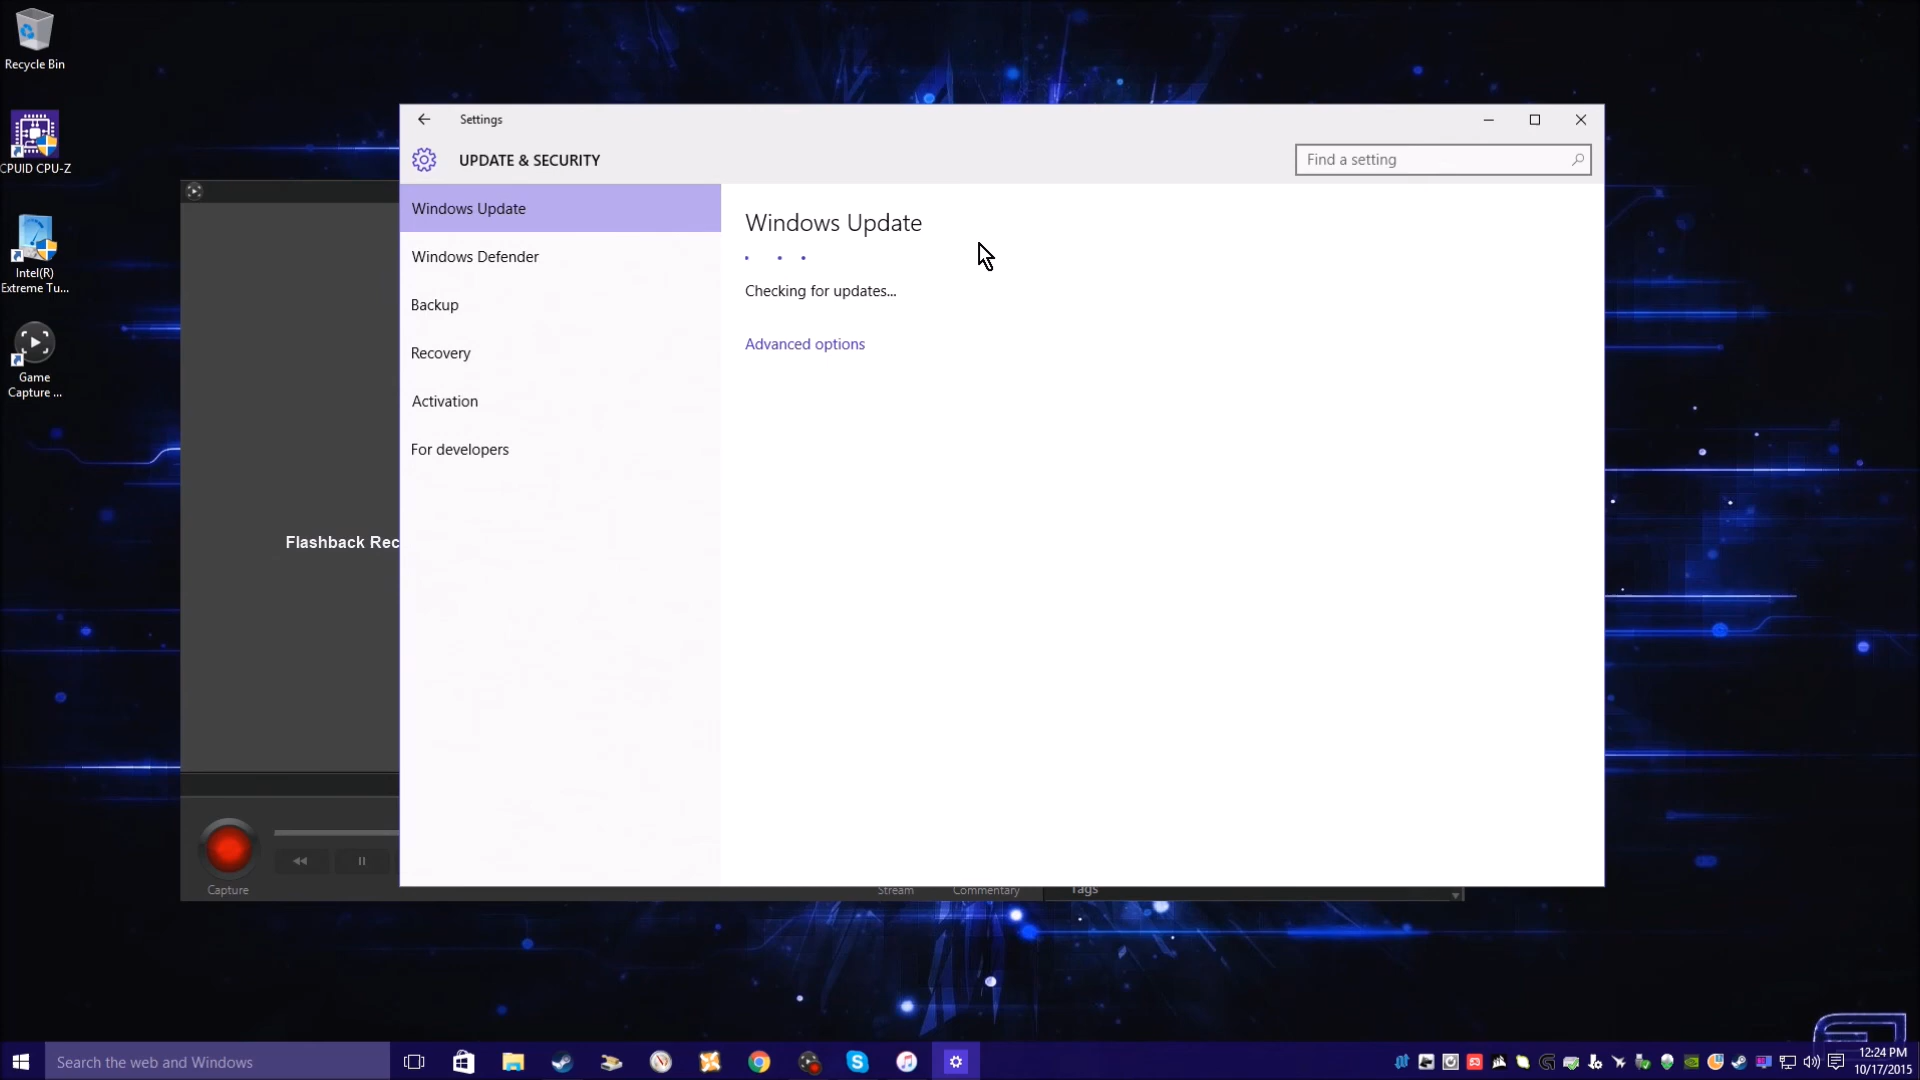 Recycle Bin
CPUID CPU-Z
Intel(R)
Extreme Tu...
Game
Capture ...
Settings
UPDATE & SECURITY
Find a setting
Windows Update
Windows Defender
Backup
Recovery
Activation
For developers
Windows Update
Checking for updates...
Advanced options
Flashback Rec
Capture
Stream
Commentary
Tags
Search the web and Windows
12:24 PM
10/17/2015